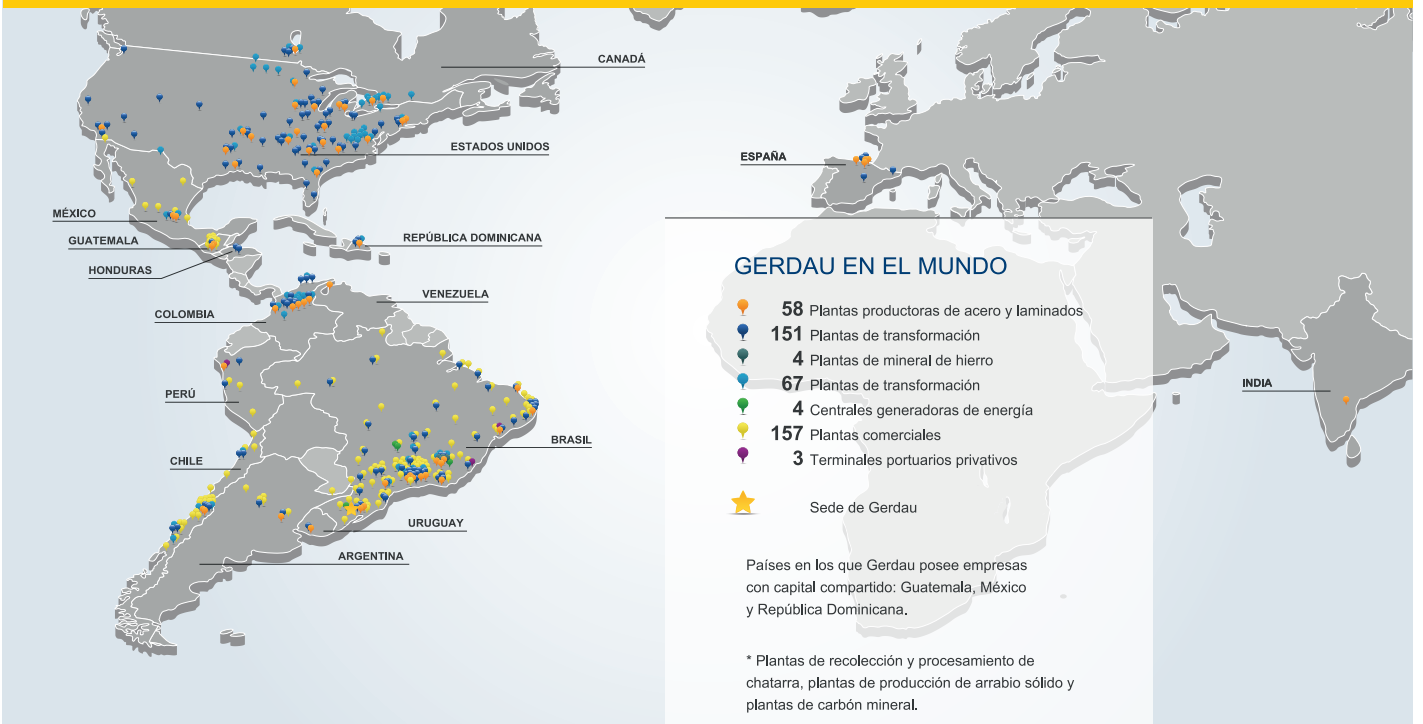 CANADÁ
ESTADOS UNIDOS
ESPAÑA
MÉXICO
GUATEMALA
REPÚBLICA DOMINICANA
HONDURAS
VENEZUELA
COLOMBIA
PERÚ
INDIA
BRASIL
CHILE
URUGUAY
ARGENTINA
GERDAU EN EL MUNDO
58 Plantas productoras de acero y laminados
151 Plantas de transformación
4 Plantas de mineral de hierro
67 Plantas de transformación
4 Centrales generadoras de energía
157 Plantas comerciales
3 Terminales portuarios privativos
Sede de Gerdau
Países en los que Gerdau posee empresas
con capital compartido: Guatemala, México
y República Dominicana.
* Plantas de recolección y procesamiento de
chatarra, plantas de producción de arrabio sólido y
plantas de carbón mineral.